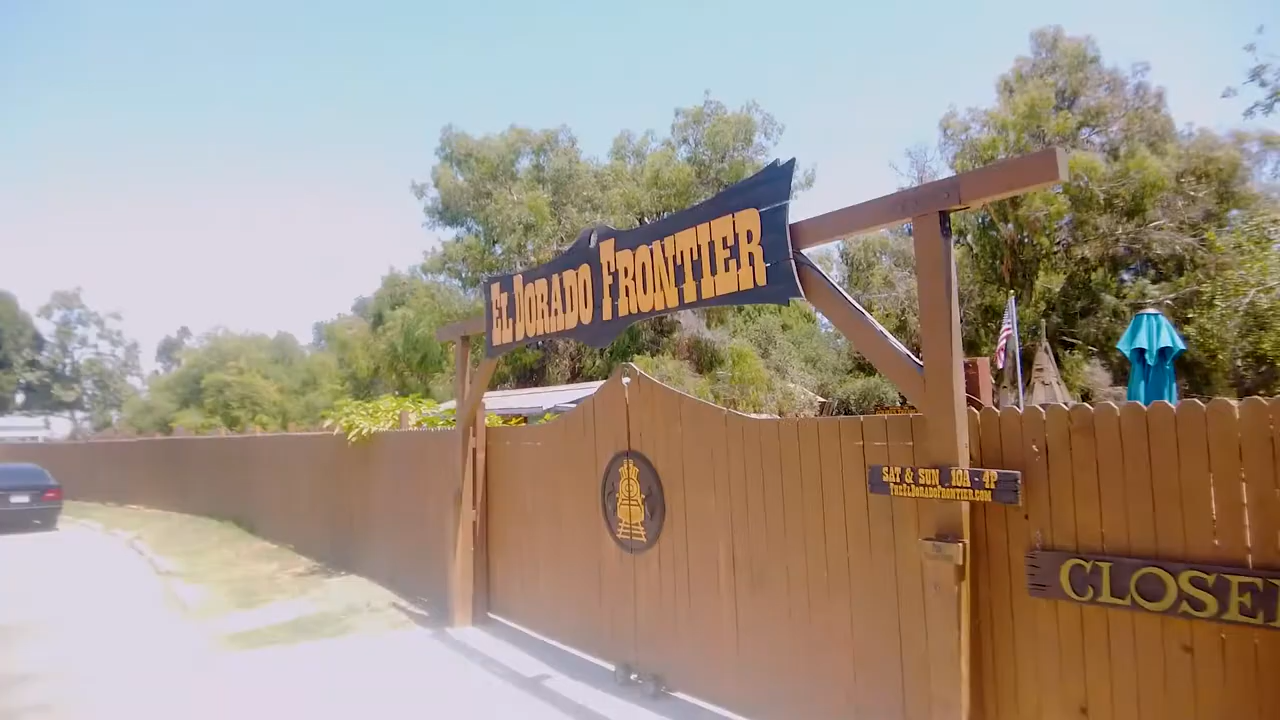 EL DORADO FRONTIER
SAT & SUN 10A - 4P
THEELDORADOFRONTIER.COM
CLOSE